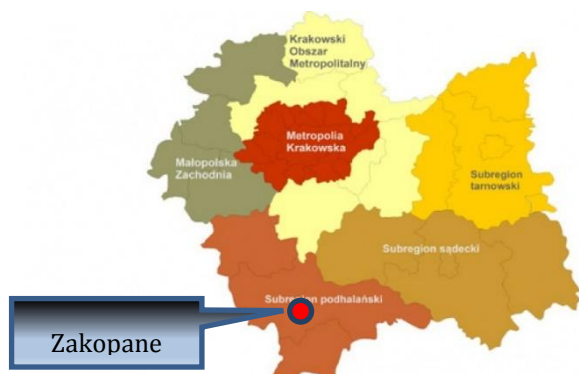 Krakowski
Obszar
Metropolitalny
Metropolia
Krakowska
Małopolska
Zachodnia
Subregion
tarnowski
Subregion sądecki
Subregion podhalański
Zakopane